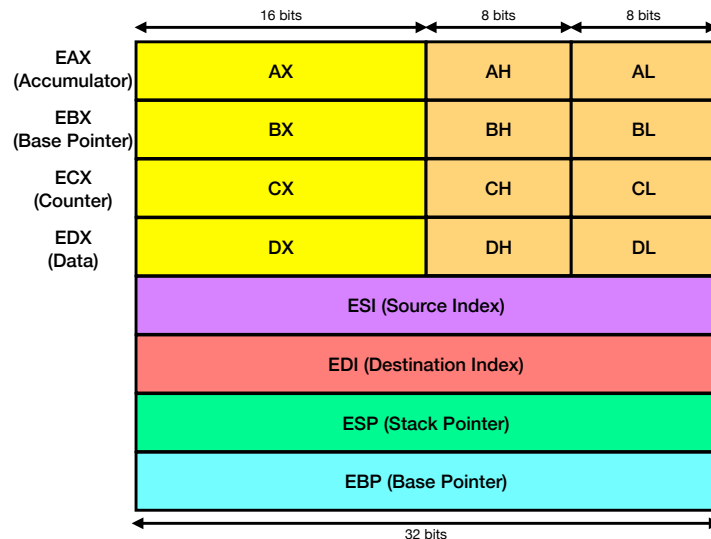 16 bits 8 bits 8 bits
EAX
(Accumulator)
AX AH AL
EBX
(Base Pointer)
BX BH BL
ECX
(Counter)
CX CH CL
EDX
(Data)
DX DH DL
ESI (Source Index)
EDI (Destination Index)
ESP (Stack Pointer)
EBP (Base Pointer)
32 bits